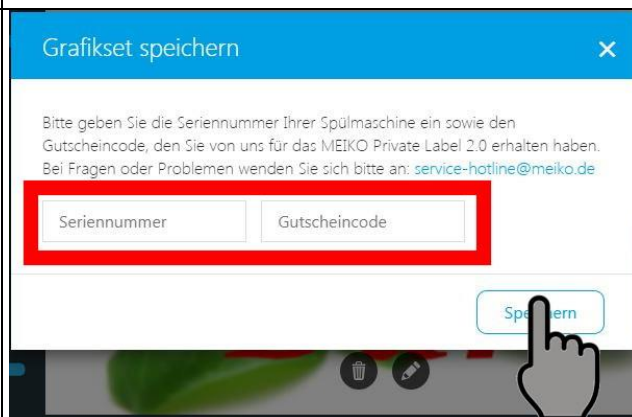 Grafikset speichern
Bitte geben Sie die Seriennummer Ihrer Spülmaschine ein sowie den
Gutscheincode, den Sie von uns für das MEIKO Private Label 2.0 erhalten haben.
Bei Fragen oder Problemen wenden Sie sich bitte an: service-hotline@meiko.de
Seriennummer Gutscheincode
Speichern